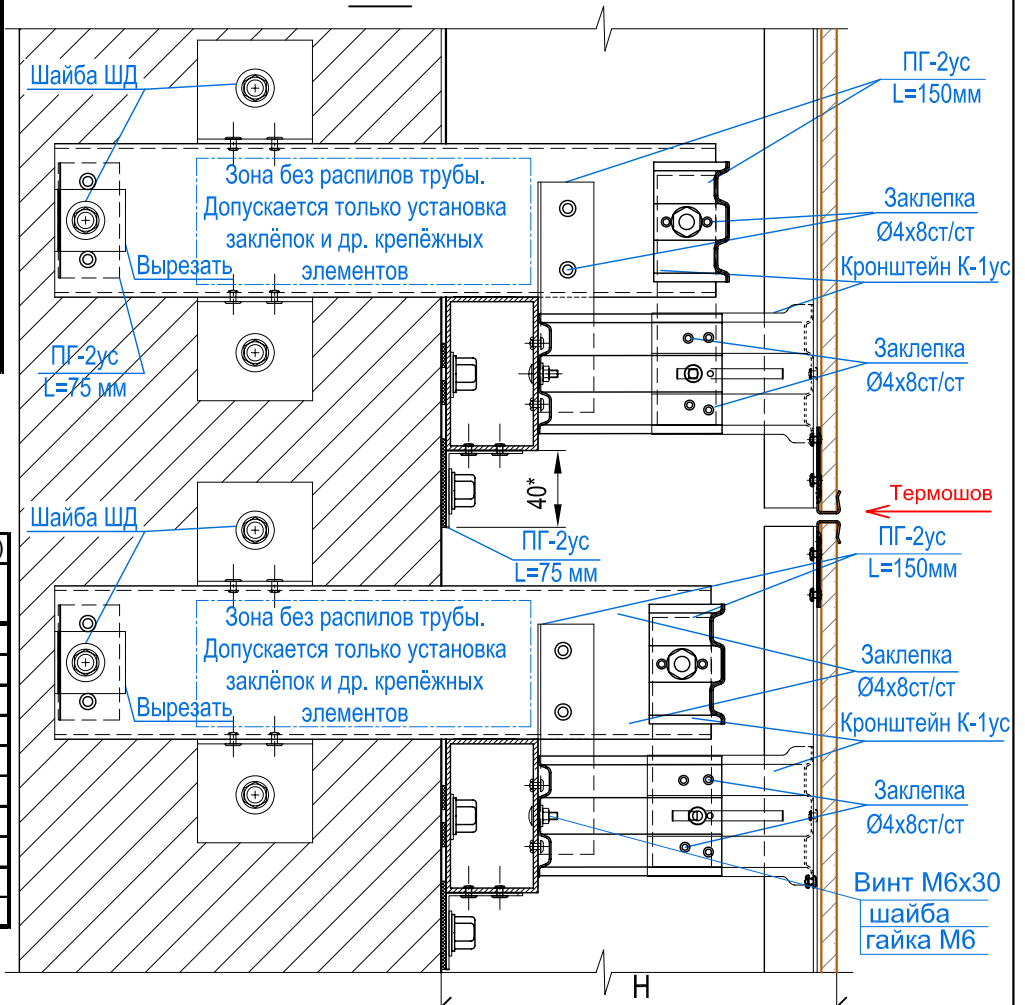 Шайба ШД
ПГ-2ус
L=150мм
Зона без распилов трубы.
Допускается только установка
заклёпок и др. крепёжных
элементов
Вырезать
Заклепка
Ø4х8ст/ст
Кронштейн К-1ус
ПГ-2ус
L=75 мм
Заклепка
Ø4х8ст/ст
40*
Термошов
Шайба ШД
ПГ-2ус
L=75 мм
ПГ-2ус
L=150мм
Зона без распилов трубы.
Допускается только установка
заклёпок и др. крепёжных
элементов
Вырезать
Заклепка
Ø4х8ст/ст
Кронштейн К-1ус
Заклепка
Ø4х8ст/ст
Винт М6х30
шайба
гайка М6
Н